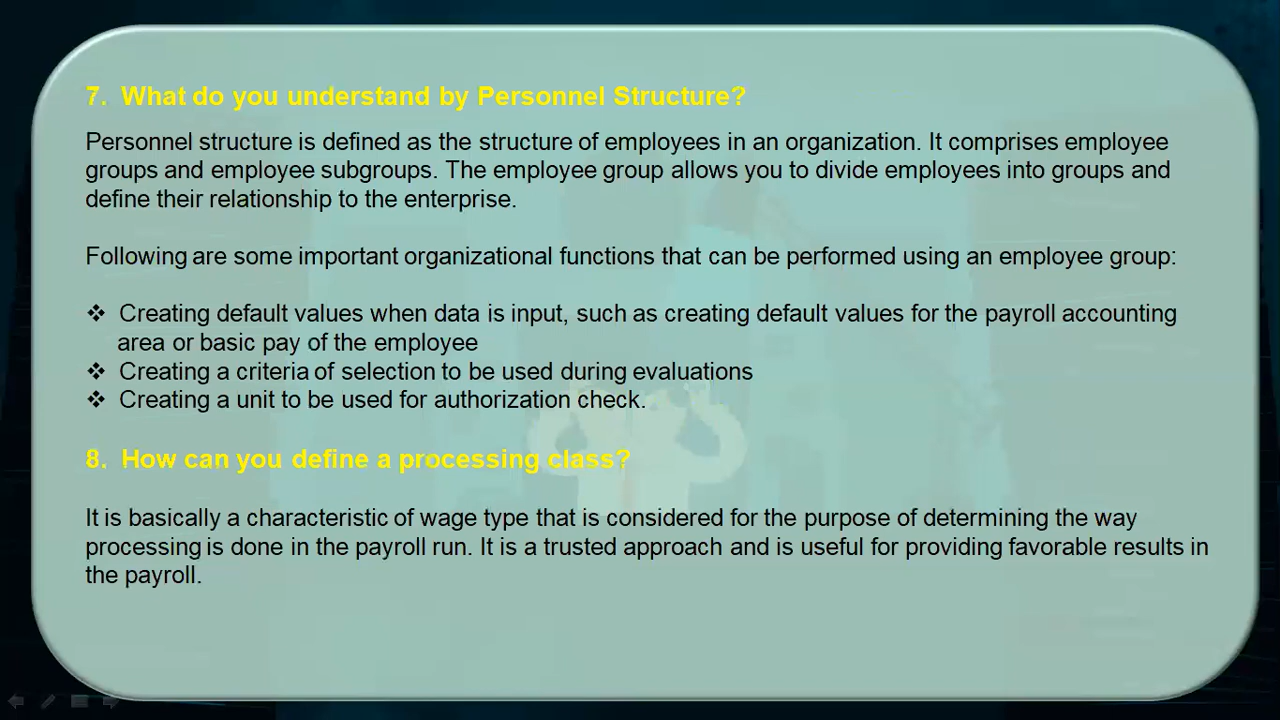 7. What do you understand by Personnel Structure?
Personnel structure is defined as the structure of employees in an organization. It comprises employee
groups and employee subgroups. The employee group allows you to divide employees into groups and
define their relationship to the enterprise.
Following are some important organizational functions that can be performed using an employee group:
❖ Creating default values when data is input, such as creating default values for the payroll accounting
area or basic pay of the employee
❖ Creating a criteria of selection to be used during evaluations
❖ Creating a unit to be used for authorization check.
8. How can you define a processing class?
It is basically a characteristic of wage type that is considered for the purpose of determining the way
processing is done in the payroll run. It is a trusted approach and is useful for providing favorable results in
the payroll.